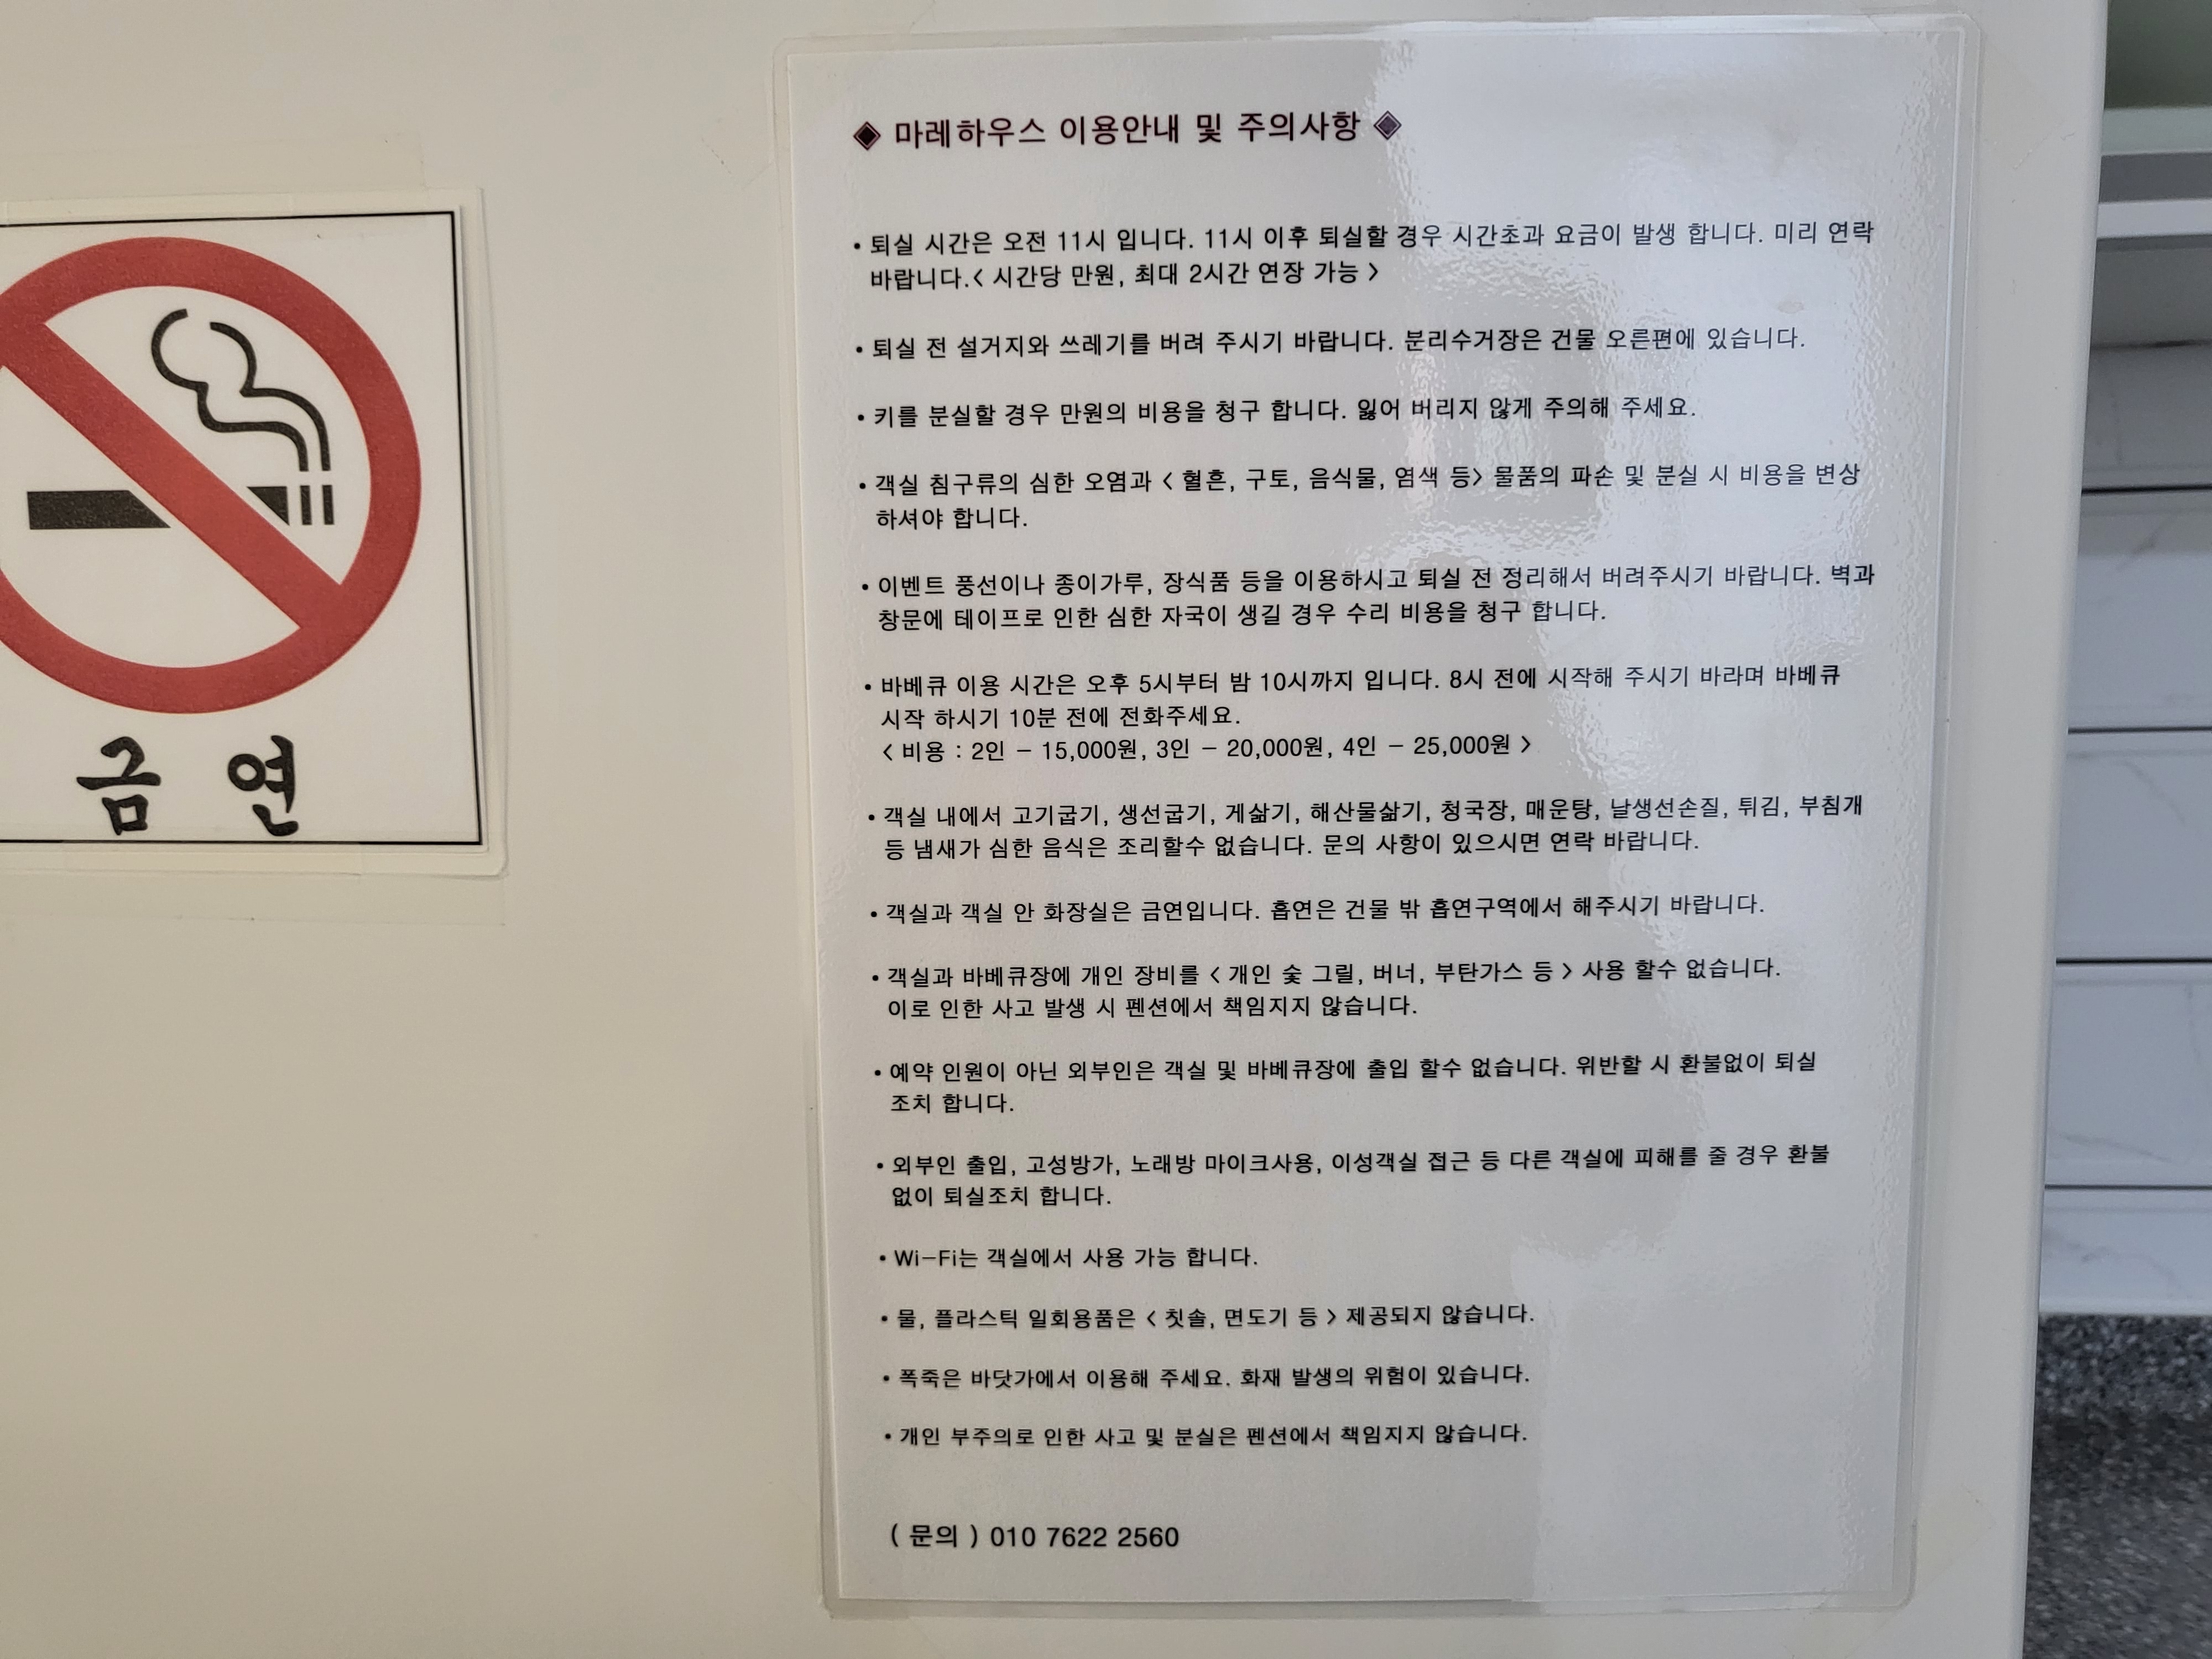 금 연
◈ 마레하우스 이용안내 및 주의사항 ◈
• 퇴실 시간은 오전 11시 입니다. 11시 이후 퇴실할 경우 시간초과 요금이 발생 합니다. 미리 연락
바랍니다.< 시간당 만원, 최대 2시간 연장 가능 >
• 퇴실 전 설거지와 쓰레기를 버려 주시기 바랍니다. 분리수거장은 건물 오른편에 있습니다.
• 키를 분실할 경우 만원의 비용을 청구 합니다. 잃어 버리지 않게 주의해 주세요.
• 객실 침구류의 심한 오염과 < 혈흔, 구토, 음식물, 염색 등> 물품의 파손 및 분실 시 비용을 변상
하셔야 합니다.
• 이벤트 풍선이나 종이가루, 장식품 등을 이용하시고 퇴실 전 정리해서 버려주시기 바랍니다. 벽과
창문에 테이프로 인한 심한 자국이 생길 경우 수리 비용을 청구 합니다.
• 바베큐 이용 시간은 오후 5시부터 밤 10시까지 입니다. 8시 전에 시작해 주시기 바라며 바베큐
시작 하시기 10분 전에 전화주세요.
< 비용 : 2인 - 15,000원, 3인 - 20,000원, 4인 - 25,000원 >
• 객실 내에서 고기굽기, 생선굽기, 게삶기, 해산물삶기, 청국장, 매운탕, 날생선손질, 튀김, 부침개
등 냄새가 심한 음식은 조리할수 없습니다. 문의 사항이 있으시면 연락 바랍니다.
• 객실과 객실 안 화장실은 금연입니다. 흡연은 건물 밖 흡연구역에서 해주시기 바랍니다.
• 객실과 바베큐장에 개인 장비를 < 개인 숯 그릴, 버너, 부탄가스 등 > 사용 할수 없습니다.
이로 인한 사고 발생 시 펜션에서 책임지지 않습니다.
• 예약 인원이 아닌 외부인은 객실 및 바베큐장에 출입 할수 없습니다. 위반할 시 환불없이 퇴실
조치 합니다.
• 외부인 출입, 고성방가, 노래방 마이크사용, 이성객실 접근 등 다른 객실에 피해를 줄 경우 환불
없이 퇴실조치 합니다.
• Wi-Fi는 객실에서 사용 가능 합니다.
• 물, 플라스틱 일회용품은 < 칫솔, 면도기 등 > 제공되지 않습니다.
• 폭죽은 바닷가에서 이용해 주세요. 화재 발생의 위험이 있습니다.
• 개인 부주의로 인한 사고 및 분실은 펜션에서 책임지지 않습니다.
( 문의 ) 010 7622 2560